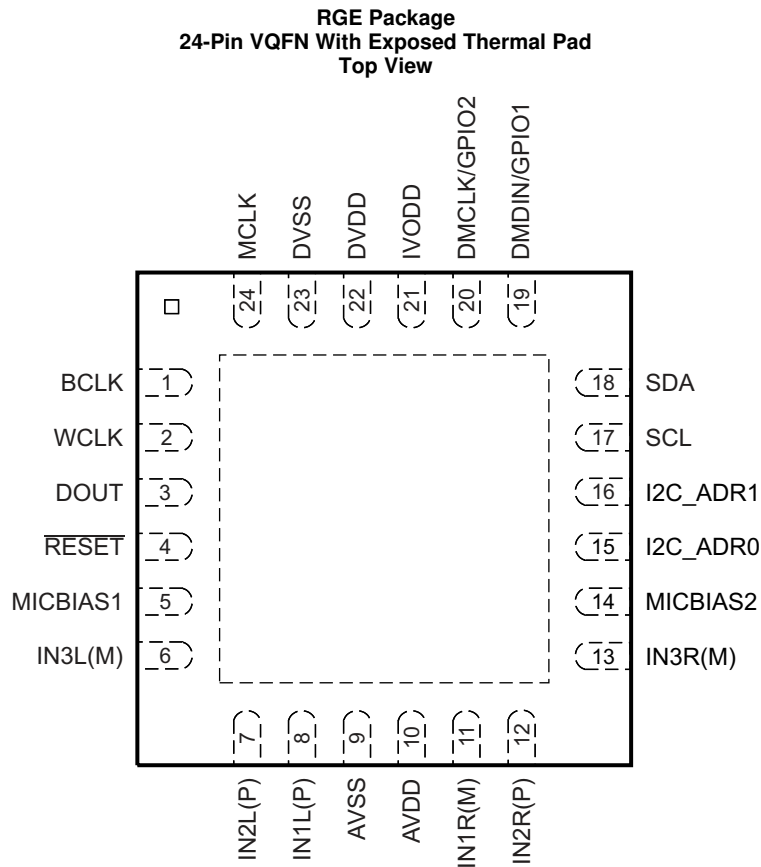 RGE Package
24-Pin VQFN With Exposed Thermal Pad
Top View
MCLK
DVSS
DVDD
IVODD
DMCLK/GPIO2
DMDIN/GPIO1
24
23
22
21
20
19
BCLK 1
WCLK 2
DOUT 3
RESET 4
MICBIAS1 5
IN3L(M) 6
18 SDA
17 SCL
16 I2C_ADR1
15 I2C_ADR0
14 MICBIAS2
13 IN3R(M)
7
8
9
10
11
12
IN2L(P)
IN1L(P)
AVSS
AVDD
IN1R(M)
IN2R(P)